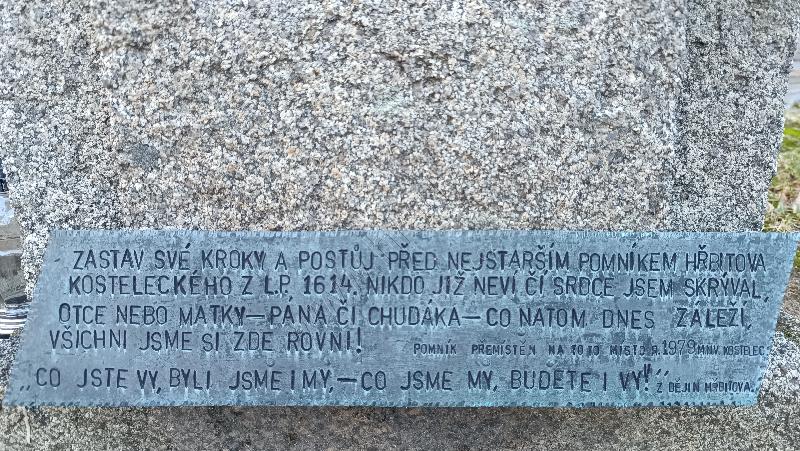 ZASTAV SVÉ KROKY A POSTŮJ PŘED NEJSTARŠÍM POMNÍKEM HŘBITOVA
KOSTELECKÉHO Z L.P. 1614, NIKDO JIŽ NEVÍ ČÍ SRDCE JSEM SKRÝVAL,
OTCE NEBO MATKY—PÁNA ČI CHUDÁKA—CO NATOM DNES ZÁLEŽÍ,
VŠICHNI JSME SI ZDE ROVNI!
POMNÍK PŘEMÍSTĚN NA TOTO MÍSTO R. 1979 MNV KOSTELEC.
„CO JSTE VY, BYLI JSME I MY,—CO JSME MY, BUDETE I VY!“
Z DĚJIN HŘBITOVA.